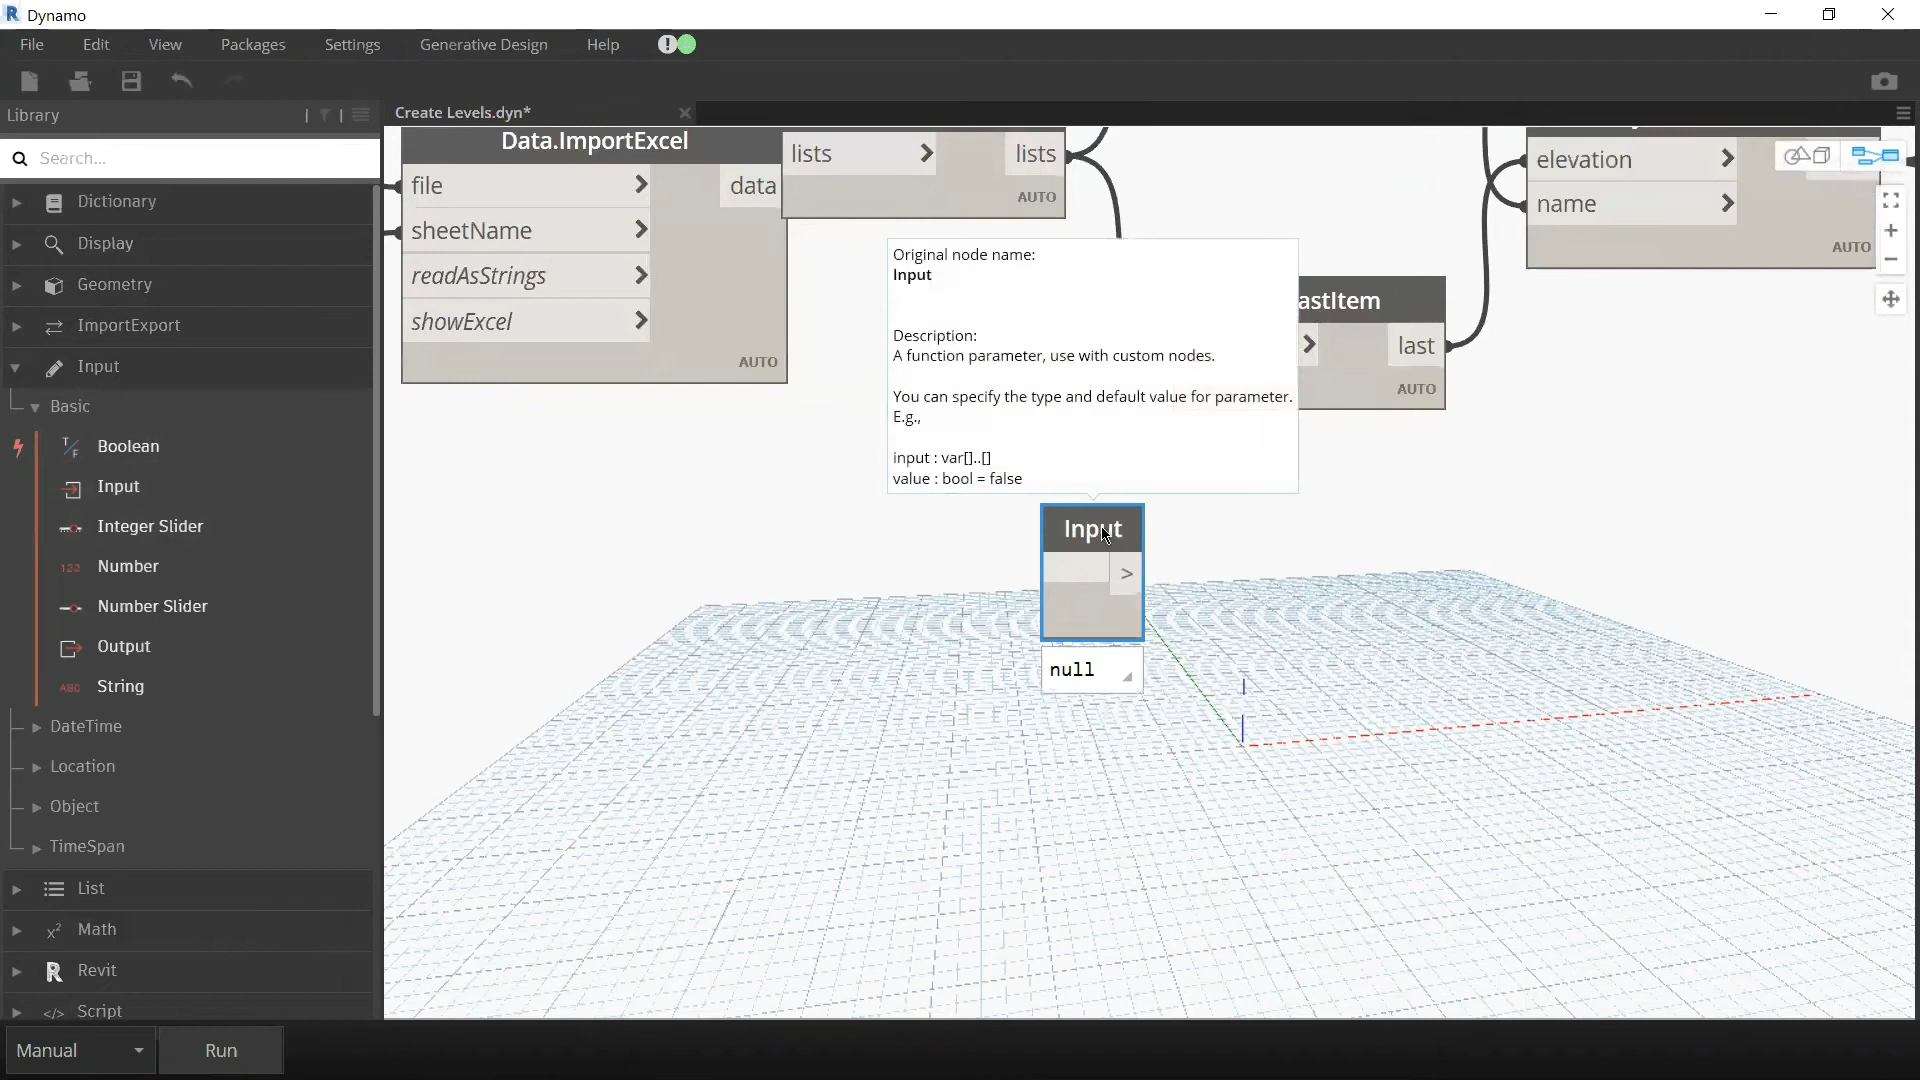 Dynamo
File Edit View Packages Settings Generative Design Help
Library
Create Levels.dyn*
Search...
Dictionary
Display
Geometry
ImportExport
Input
Basic
Boolean
Input
Integer Slider
Number
Number Slider
Output
String
DateTime
Location
Object
TimeSpan
List
Math
Revit
Script
Manual
Run
Data.ImportExcel
file
data
sheetName
readAsStrings
showExcel
AUTO
lists
lists
AUTO
Original node name:
Input
Description:
A function parameter, use with custom nodes.
You can specify the type and default value for parameter.
E.g.,
input : var[]..[]
value : bool = false
astItem
last
AUTO
elevation
name
AUTO
Input
>
null